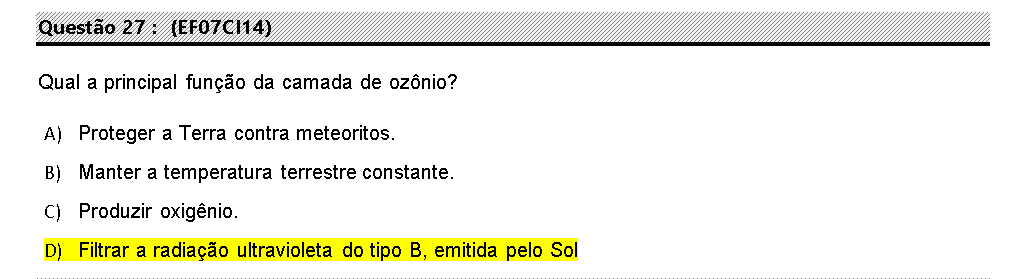 Questão 27 : (EF07CI14)
Qual a principal função da camada de ozônio?
A) Proteger a Terra contra meteoritos.
B) Manter a temperatura terrestre constante.
C) Produzir oxigênio.
D) Filtrar a radiação ultravioleta do tipo B, emitida pelo Sol